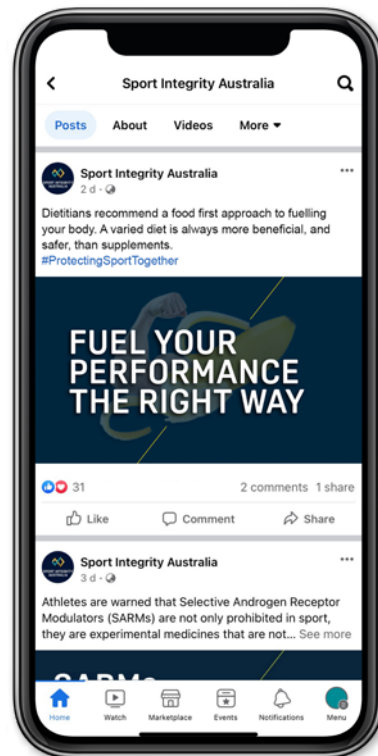 Sport Integrity Australia
Posts About Videos More
Sport Integrity Australia
2 d
Dietitians recommend a food first approach to fuelling
your body. A varied diet is always more beneficial, and
safer, than supplements.
#ProtectingSportTogether
FUEL YOUR
PERFORMANCE
THE RIGHT WAY
31 2 comments 1 share
Like Comment Share
Sport Integrity Australia
3 d
Athletes are warned that Selective Androgen Receptor
Modulators (SARMs) are not only prohibited in sport,
they are experimental medicines that are not... See more
SARMs
Home Watch Marketplace Events Notifications Menu